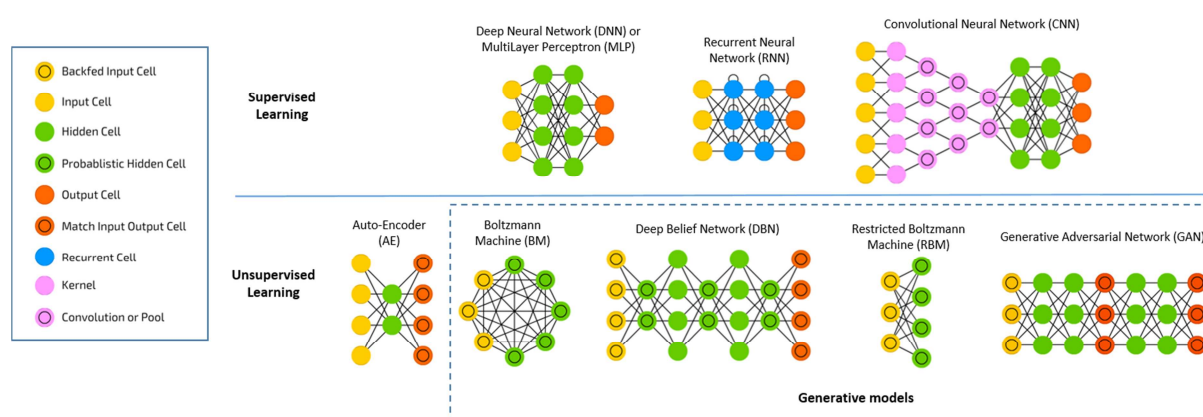 Backfed Input Cell
Input Cell
Hidden Cell
Probablistic Hidden Cell
Output Cell
Match Input Output Cell
Recurrent Cell
Kernel
Convolution or Pool
Supervised
Learning
Deep Neural Network (DNN) or
MultiLayer Perceptron (MLP)
Recurrent Neural
Network (RNN)
Convolutional Neural Network (CNN)
Unsupervised
Learning
Auto-Encoder
(AE)
Boltzmann
Machine (BM)
Deep Belief Network (DBN)
Restricted Boltzmann
Machine (RBM)
Generative Adversarial Network (GAN)
Generative models